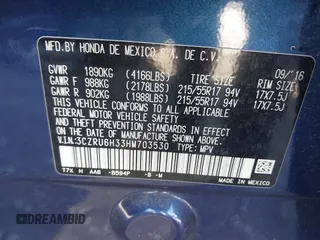 MFD.BY HONDA DE MEXICO S.A. DE C.V.
09/16
GVWR 1890KG (4166LBS) TIRE SIZE RIM SIZE
GAWR F 988KG (2178LBS) 215/55R17 94V 17X7.5J
GAWR R 902KG (1988LBS) 215/55R17 94V 17X7.5J
THIS VEHICLE CONFORMS TO ALL APPLICABLE
FEDERAL MOTOR VEHICLE SAFETY AND
THEFT PREVENTION STANDARDS IN EFFECT ON
THE DATE OF MANUFACTURE SHOWN ABOVE.
V.I.N:3CZRU6H33HM703530 TYPE: MPV
T7X H AA6 B594P -B -M
MADE IN MEXICO
DREAMBID